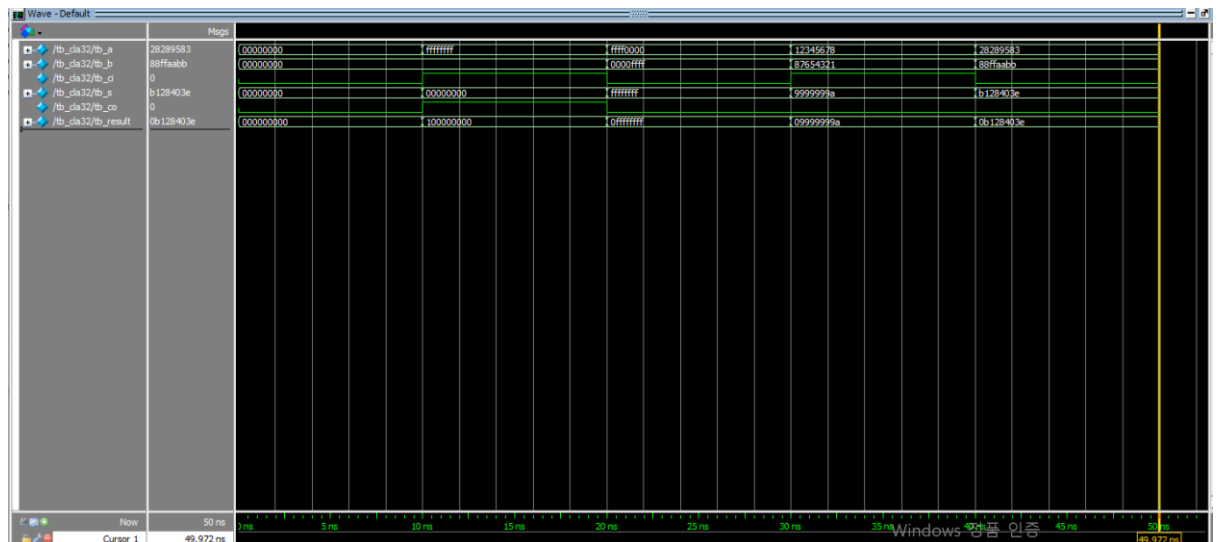 Wave - Default
Msgs
/tb_cla32/tb_a 28289583 00000000 ffffffff ffff0000 12345678 28289583
/tb_cla32/tb_b 88ffaabb 00000000 0000ffff 87654321 88ffaabb
/tb_cla32/tb_ci 0
/tb_cla32/tb_s b128403e 00000000 00000000 ffffffff 9999999a b128403e
/tb_cla32/tb_co 0
/tb_cla32/tb_result 0b128403e 000000000 100000000 0ffffffff 09999999a 0b128403e
Now 50 ns ns 5 ns 10 ns 15 ns 20 ns 25 ns 30 ns 35 ns 45 ns 50 ns
Windows 정품 인증
Cursor 1 49.972 ns 49.972 ns